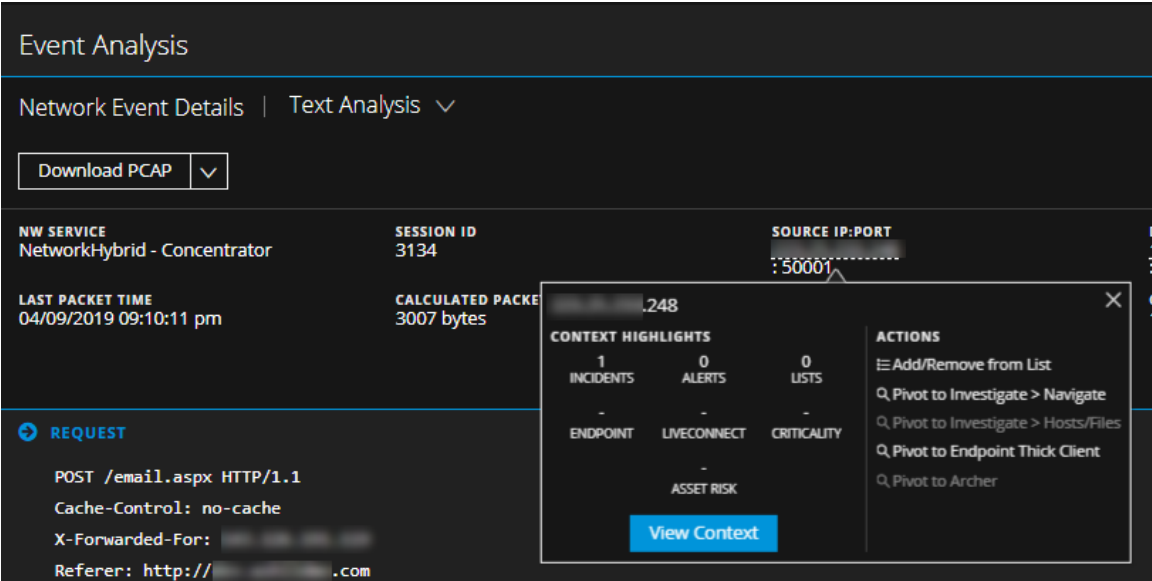 Event Analysis
Network Event Details | Text Analysis
Download PCAP
NW SERVICE
NetworkHybrid - Concentrator
SESSION ID
3134
SOURCE IP:PORT
: 50001
LAST PACKET TIME
04/09/2019 09:10:11 pm
CALCULATED PACKE
3007 bytes
.248
CONTEXT HIGHLIGHTS
1
INCIDENTS
0
ALERTS
0
LISTS
-
ENDPOINT
-
LIVECONNECT
-
CRITICALITY
-
ASSET RISK
View Context
ACTIONS
Add/Remove from List
Pivot to Investigate > Navigate
Pivot to Investigate > Hosts/Files
Pivot to Endpoint Thick Client
Pivot to Archer
REQUEST
POST /email.aspx HTTP/1.1
Cache-Control: no-cache
X-Forwarded-For:
Referer: http:// .com